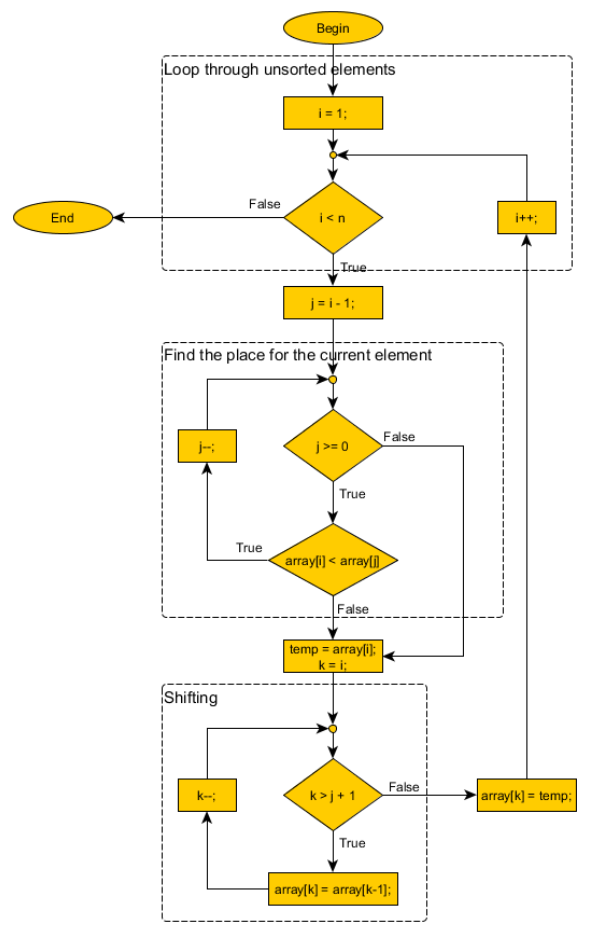 Begin
Loop through unsorted elements
i = 1;
False
End
i < n
i++;
True
j = i - 1;
Find the place for the current element
False
j--;
j >= 0
True
True
array[i] < array[j]
False
temp = array[i];
k = i;
Shifting
False
k--;
k > j + 1
array[k] = temp;
True
array[k] = array[k-1];